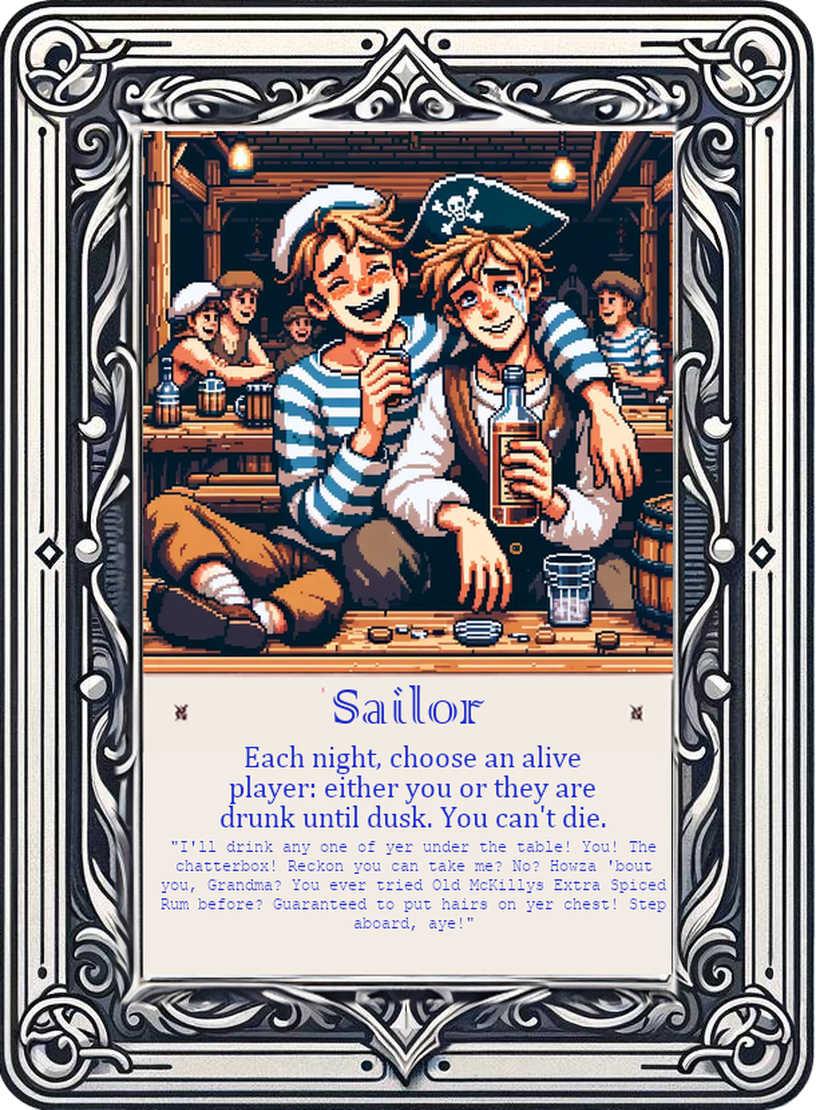 Sailor
Each night, choose an alive
player: either you or they are
drunk until dusk. You can't die.
"I'll drink any one of yer under the table! You! The
chatterbox! Reckon you can take me? No? Howza 'bout
you, Grandma? You ever tried Old McKillys Extra Spiced
Rum before? Guaranteed to put hairs on yer chest! Step
aboard, aye!"